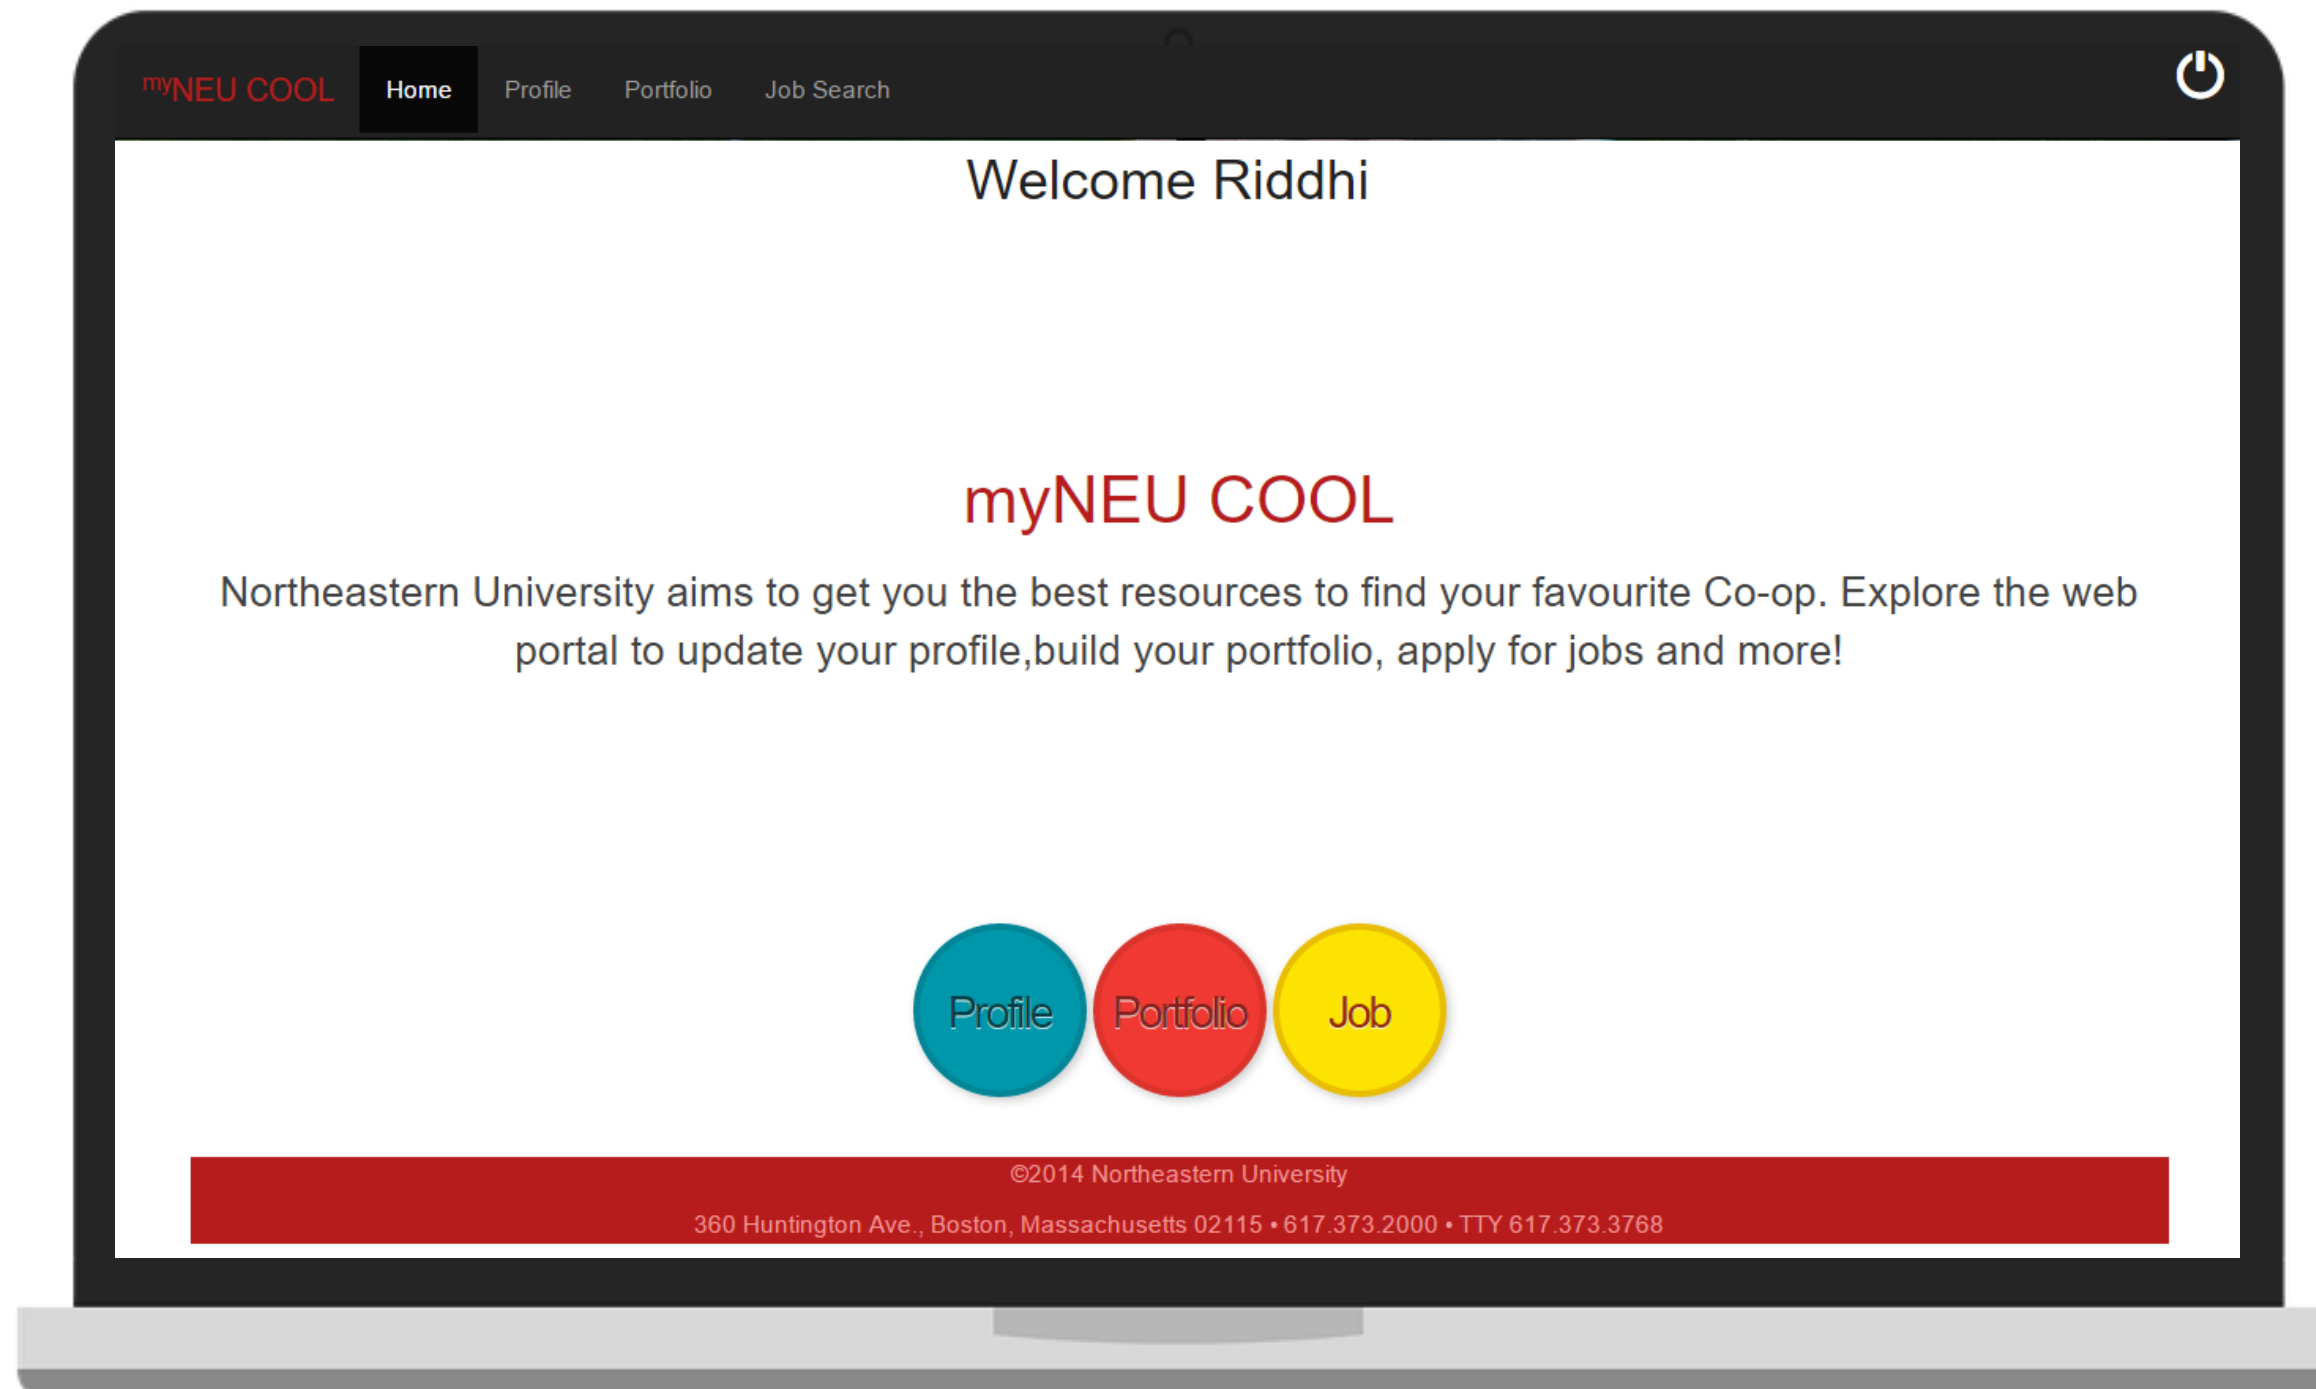 myNEU COOL Home Profile Portfolio Job Search
Welcome Riddhi
myNEU COOL
Northeastern University aims to get you the best resources to find your favourite Co-op. Explore the web
portal to update your profile,build your portfolio, apply for jobs and more!
Profile Portfolio Job
©2014 Northeastern University
360 Huntington Ave., Boston, Massachusetts 02115 • 617.373.2000 • TTY 617.373.3768